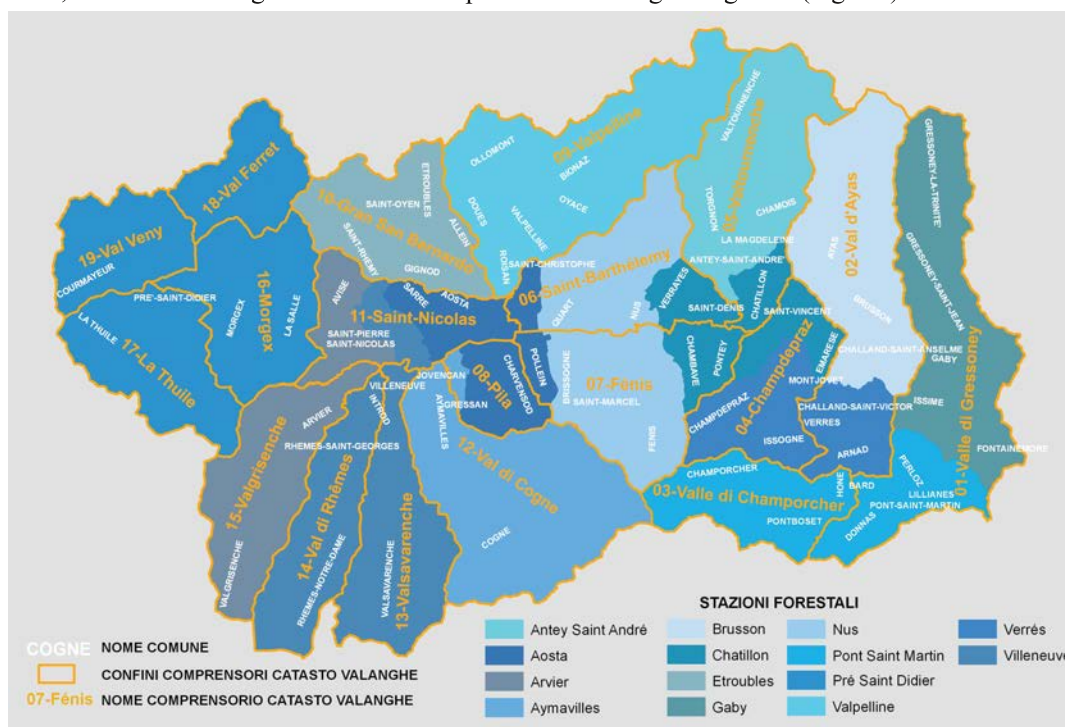 VALTOURNENCHE
GRESSONEY-LA-TRINITE'
OLLOMONT
09-Valpelline
BIONAZ
ETROUBLES
18-Val Ferret
SAINT-OYEN
10-Gran San Bernardo
OYACE
TORGNON
CHAMOIS
DOUES
VALPELLINE
ALLEIN
02-Val d'Ayas
AYAS
19-Val Veny
SAINT-RHEMY
LA MAGDELEINE
GRESSONEY-SAINT-JEAN
ROISAN
SAINT-CHRISTOPHE
ANTEY-SAINT-ANDRE'
GIGNOD
COURMAYEUR
06-Saint-Barthélemy
VERRAYES
CHATILLON
PRE'-SAINT-DIDIER
16-Morgex
AVISE
SARRE
AOSTA
BRUSSON
MORGEX
LA SALLE
11-Saint-Nicolas
QUART
NUS
SAINT-DENIS
SAINT-VINCENT
LA THUILE
SAINT-PIERRE
SAINT-NICOLAS
EMARESE
17-La Thuile
CHALLAND-SAINT-ANSELME
GABY
POLLEIN
CHARVENSOD
BRISSOGNE
CHAMBAVE
PONTEY
JOVENCAN
VILLENEUVE
08-Pila
07-Fénis
04-Champdepraz
MONTJOVET
INTROD
AYMAVILLES
GRESSAN
SAINT-MARCEL
ISSIME
ARVIER
CHAMPDEPRAZ
CHALLAND-SAINT-VICTOR
VERRES
01-Valle di Gressoney
RHEMES-SAINT-GEORGES
12-Val di Cogne
FENIS
ISSOGNE
ARNAD
FONTAINEMORE
15-Valgrisenche
CHAMPORCHER
PERLOZ
03-Valle di Champorcher
HONE
BARD
LILLIANES
PONT-SAINT-MARTIN
14-Val di Rhêmes
PONTBOSET
DONNAS
COGNE
VALGRISENCHE
RHEMES-NOTRE-DAME
VALSAVARENCHE
13-Valsavarenche
STAZIONI FORESTALI
Antey Saint André
Brusson
Nus
Verrés
Aosta
Chatillon
Pont Saint Martin
Villeneuve
Arvier
Etroubles
Pré Saint Didier
Aymavilles
Gaby
Valpelline
COGNE NOME COMUNE
CONFINI COMPRENSORI CATASTO VALANGHE
07-Fénis NOME COMPRENSORIO CATASTO VALANGHE